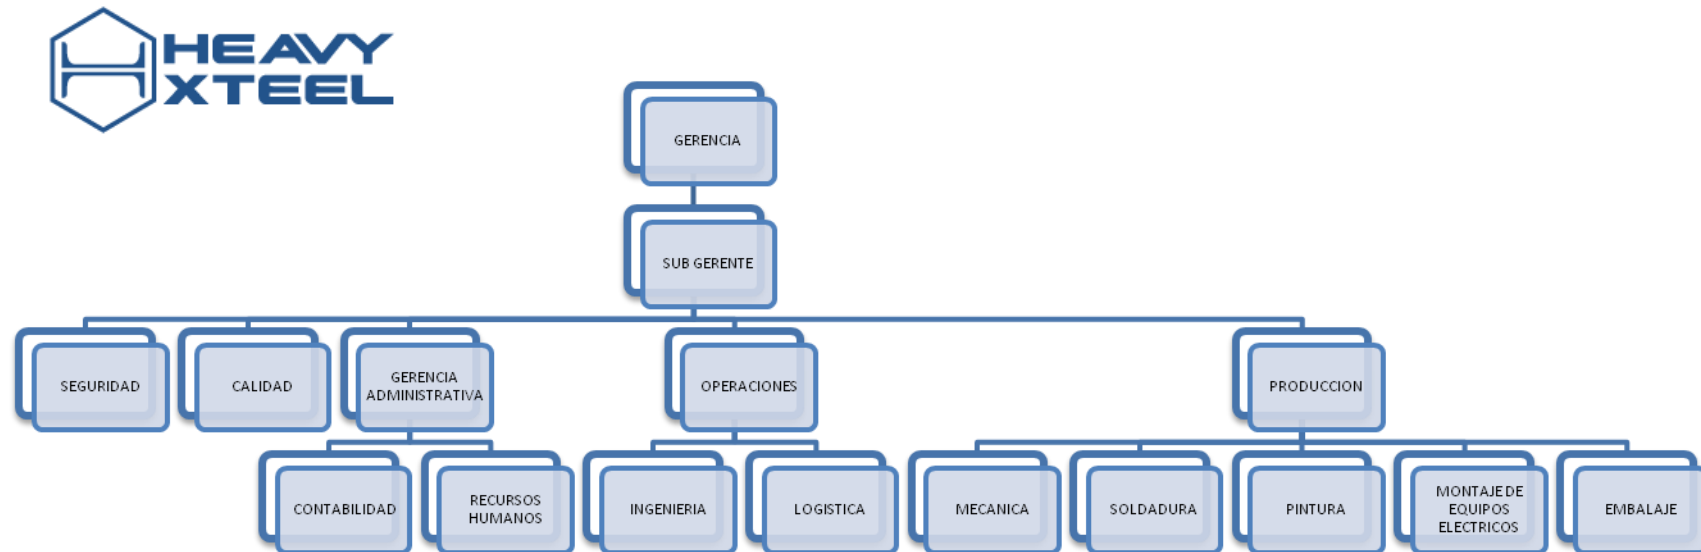 HEAVY
XTEEL
GERENCIA
SUB GERENTE
SEGURIDAD
CALIDAD
GERENCIA
ADMINISTRATIVA
OPERACIONES
PRODUCCION
CONTABILIDAD
RECURSOS
HUMANOS
INGENIERIA
LOGISTICA
MECANICA
SOLDADURA
PINTURA
MONTAJE DE
EQUIPOS
ELECTRICOS
EMBALAJE